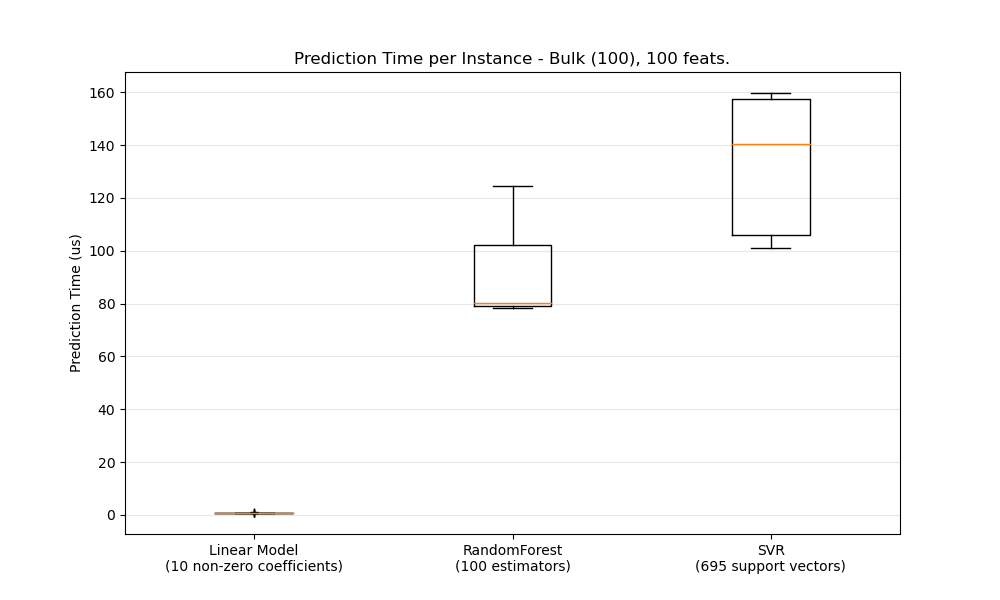 Prediction Time per Instance - Bulk (100), 100 feats.
160
140
120
100
80
60
40
20
0
Prediction Time (us)
Linear Model
(10 non-zero coefficients)
RandomForest
(100 estimators)
SVR
(695 support vectors)